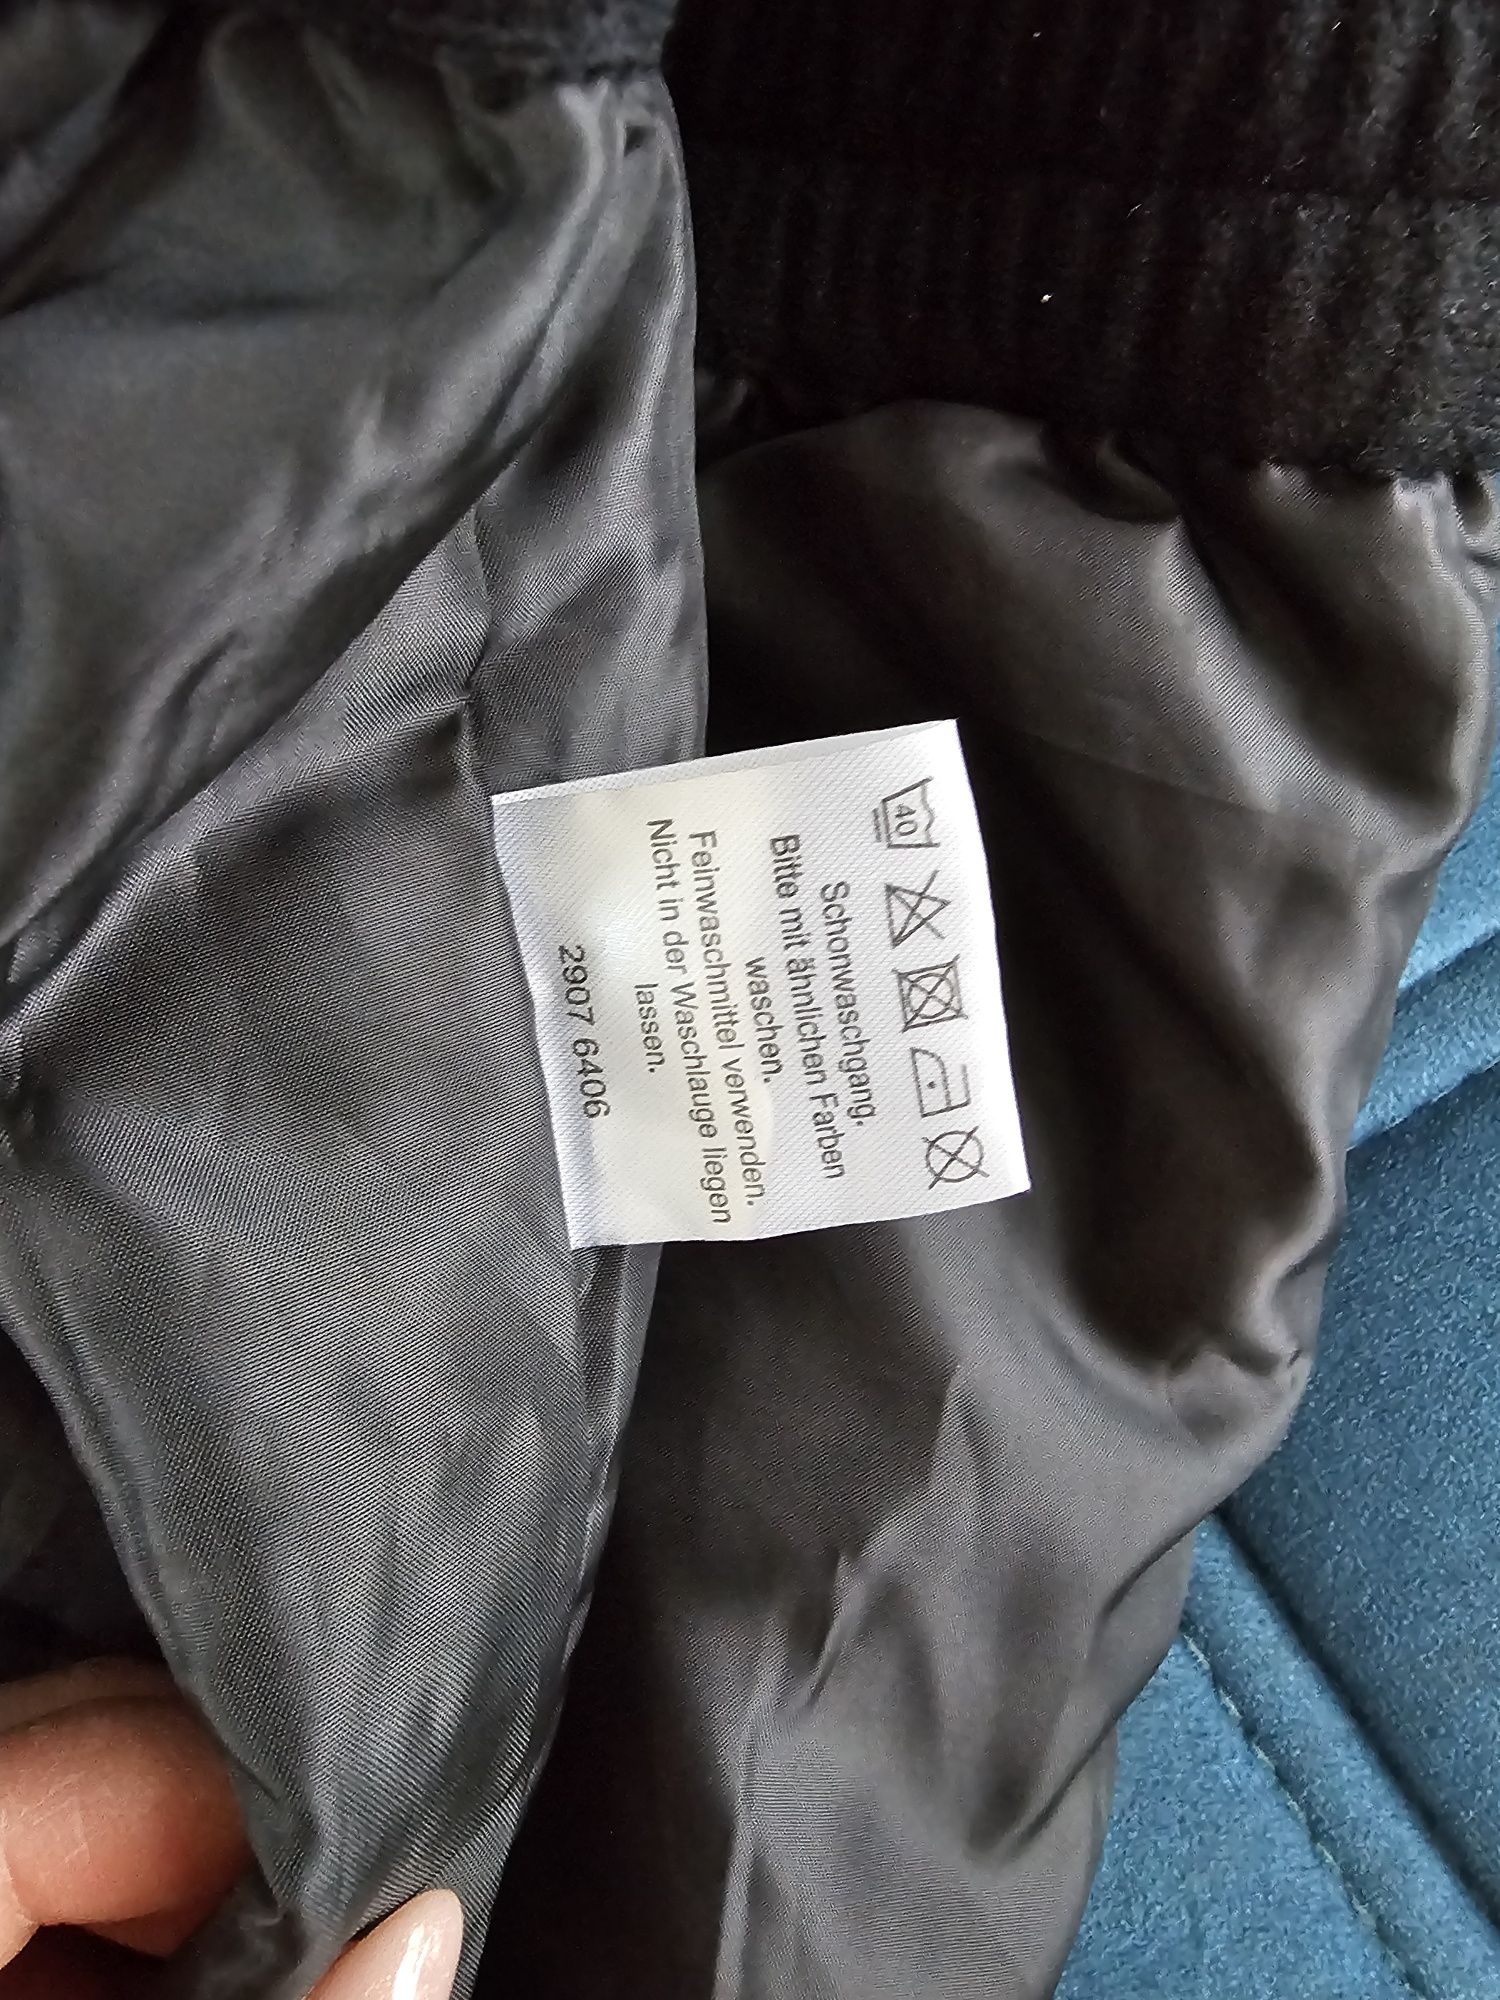 40
Schonwaschgang.
Bitte mit ähnlichen Farben
waschen.
Feinwaschmittel verwenden.
Nicht in der Waschlauge liegen
lassen.
2907 6406